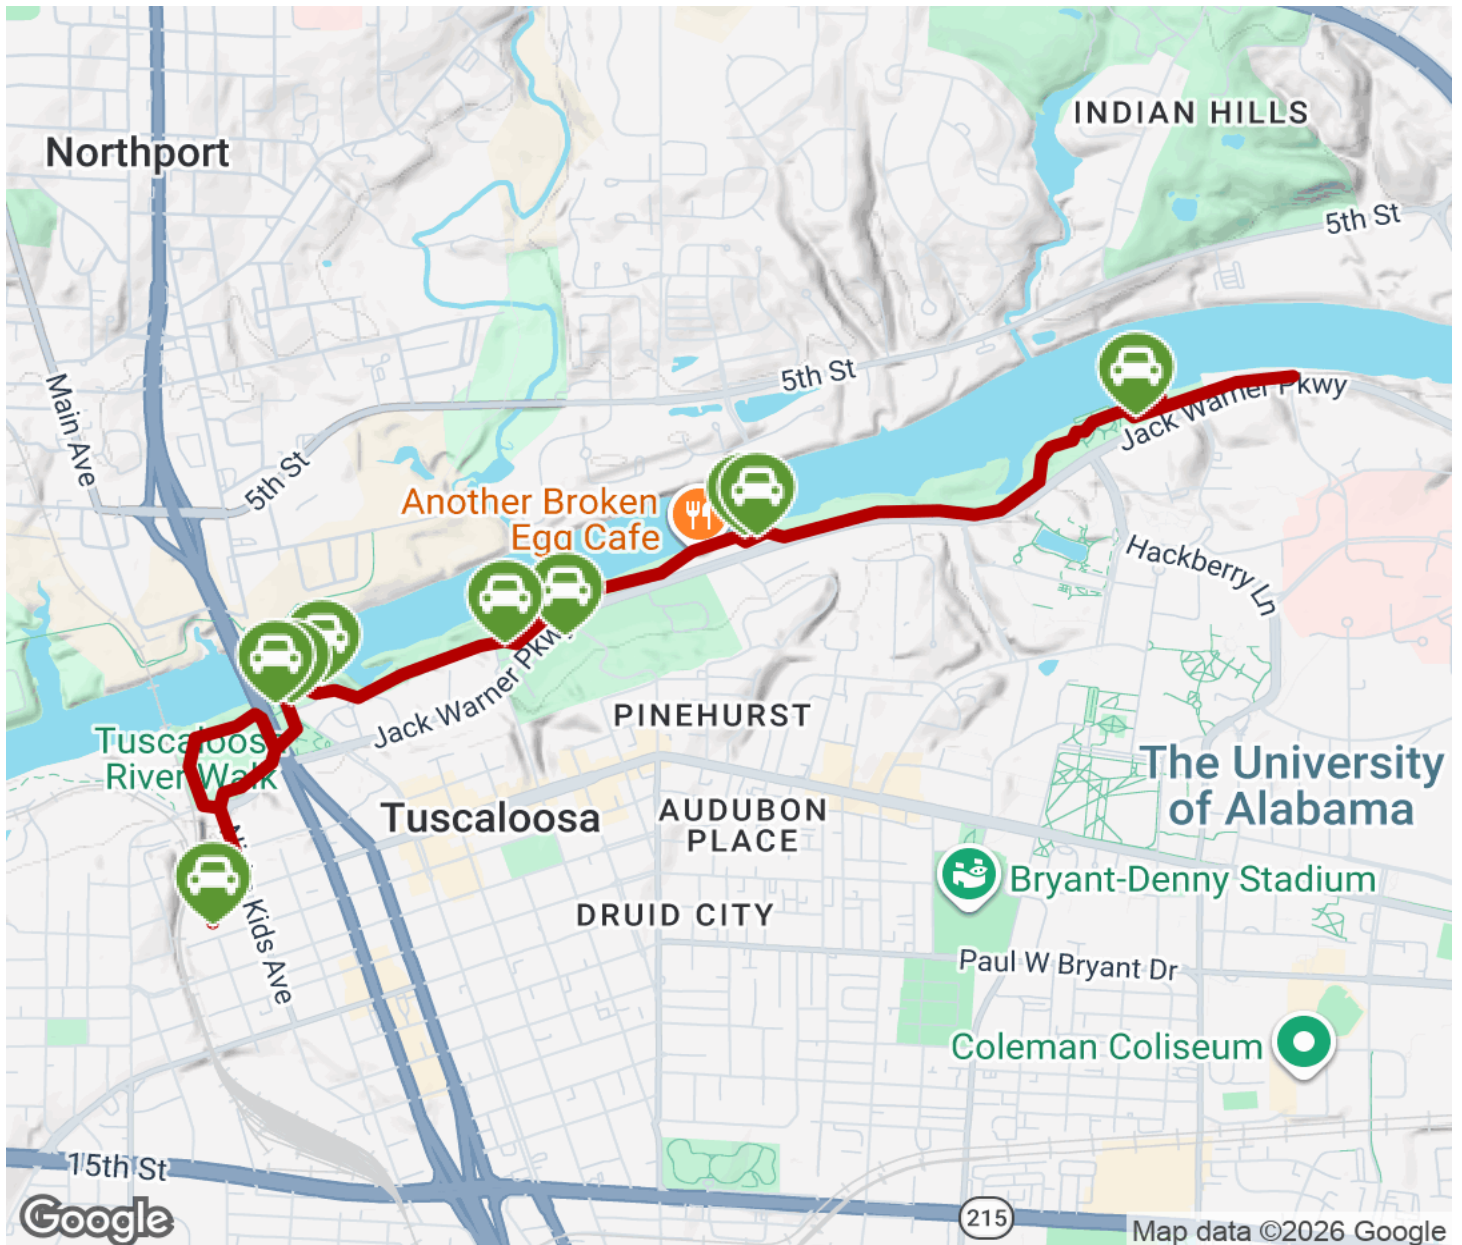 INDIAN HILLS
Northport
5th St
5th St
Main Ave
5th St
Jack Warner Pkwy
Another Broken
Egg Cafe
Hackberry Ln
Jack Warner Pkwy
PINEHURST
Tuscaloosa
River Walk
The University
of Alabama
Tuscaloosa
AUDUBON
PLACE
Bryant-Denny Stadium
DRUID CITY
Kids Ave
Paul W Bryant Dr
Coleman Coliseum
15th St
215
Google
Map data ©2026 Google